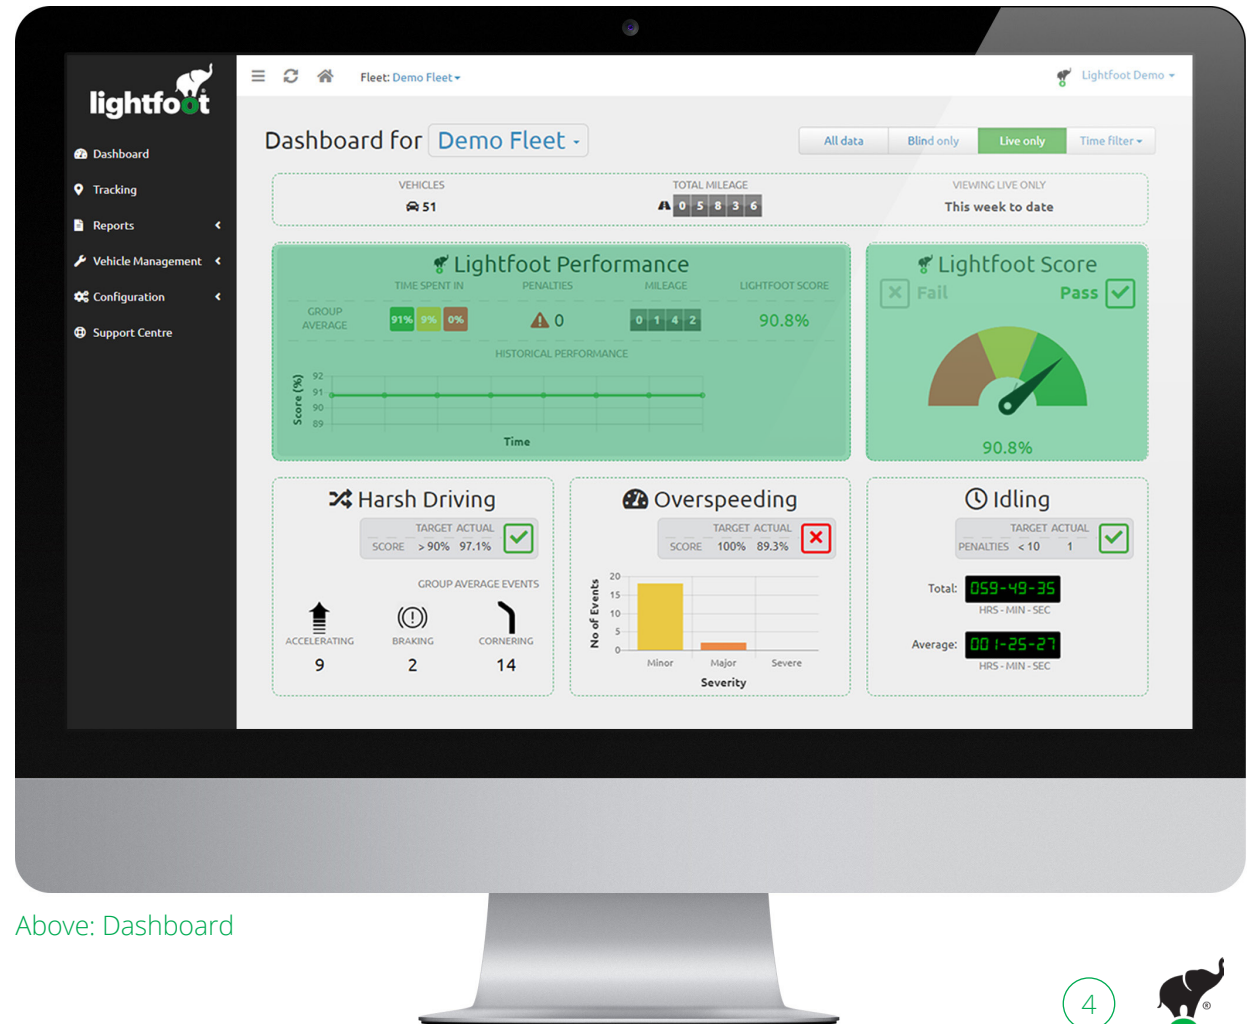 lightfoot
Fleet: Demo Fleet
Lightfoot Demo
Dashboard
Tracking
Reports
Vehicle Management
Configuration
Support Centre
Dashboard for Demo Fleet
All data
Blind only
Live only
Time filter
VEHICLES
51
TOTAL MILEAGE
0 5 8 3 6
VIEWING LIVE ONLY
This week to date
Lightfoot Performance
TIME SPENT IN
PENALTIES
MILEAGE
LIGHTFOOT SCORE
GROUP
AVERAGE
91% 9% 0%
0
0 1 4 2
90.8%
HISTORICAL PERFORMANCE
Score (%)
92
91
90
89
Time
Lightfoot Score
Fail
Pass
90.8%
Harsh Driving
TARGET ACTUAL
SCORE >90% 97.1%
GROUP AVERAGE EVENTS
ACCELERATING
BRAKING
CORNERING
9
2
14
Overspeeding
TARGET ACTUAL
SCORE 100% 89.3%
No of Events
20
15
10
5
0
Minor
Major
Severe
Severity
Idling
TARGET ACTUAL
PENALTIES <10 1
Total: 059-49-35
HRS - MIN - SEC
Average: 001-25-27
HRS - MIN - SEC
Above: Dashboard
4
®